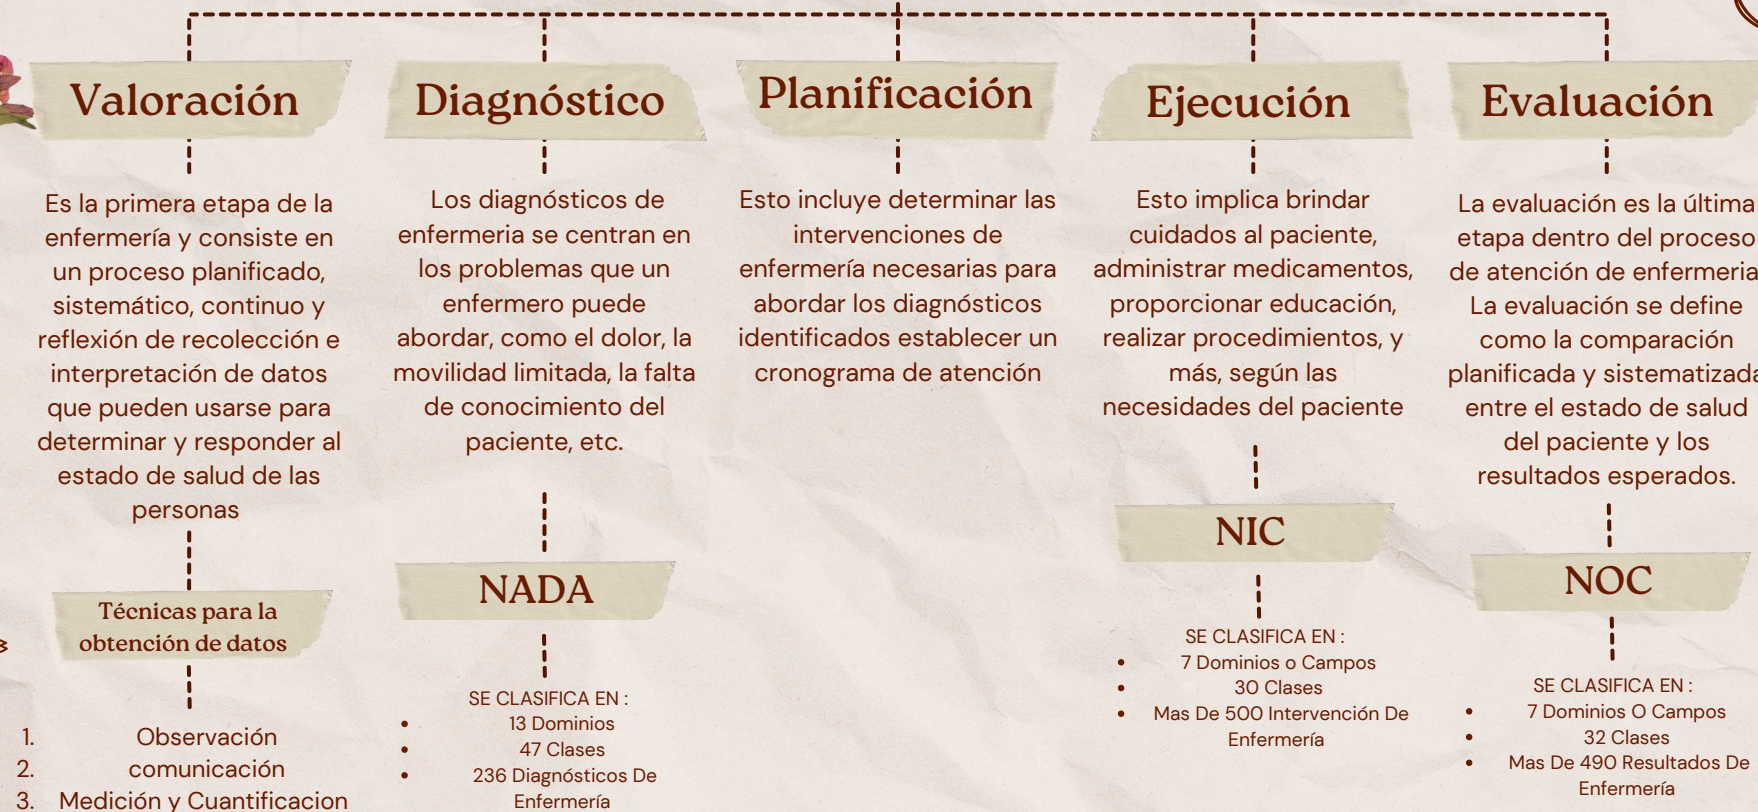 Valoración
Es la primera etapa de la
enfermería y consiste en
un proceso planificado,
sistemático, continuo y
reflexión de recolección e
interpretación de datos
que pueden usarse para
determinar y responder al
estado de salud de las
personas
Técnicas para la
obtención de datos
1. Observación
2. comunicación
3. Medición y Cuantificacion
Diagnóstico
Los diagnósticos de
enfermeria se centran en
los problemas que un
enfermero puede
abordar, como el dolor, la
movilidad limitada, la falta
de conocimiento del
paciente, etc.
NADA
SE CLASIFICA EN :
• 13 Dominios
• 47 Clases
• 236 Diagnósticos De
Enfermería
Planificación
Esto incluye determinar las
intervenciones de
enfermería necesarias para
abordar los diagnósticos
identificados establecer un
cronograma de atención
Ejecución
Esto implica brindar
cuidados al paciente,
administrar medicamentos,
proporcionar educación,
realizar procedimientos, y
más, según las
necesidades del paciente
NIC
SE CLASIFICA EN :
• 7 Dominios o Campos
• 30 Clases
• Mas De 500 Intervención De
Enfermería
Evaluación
La evaluación es la última
etapa dentro del proceso
de atención de enfermeria
La evaluación se define
como la comparación
planificada y sistematizada
entre el estado de salud
del paciente y los
resultados esperados.
NOC
SE CLASIFICA EN :
• 7 Dominios O Campos
• 32 Clases
• Mas De 490 Resultados De
Enfermería